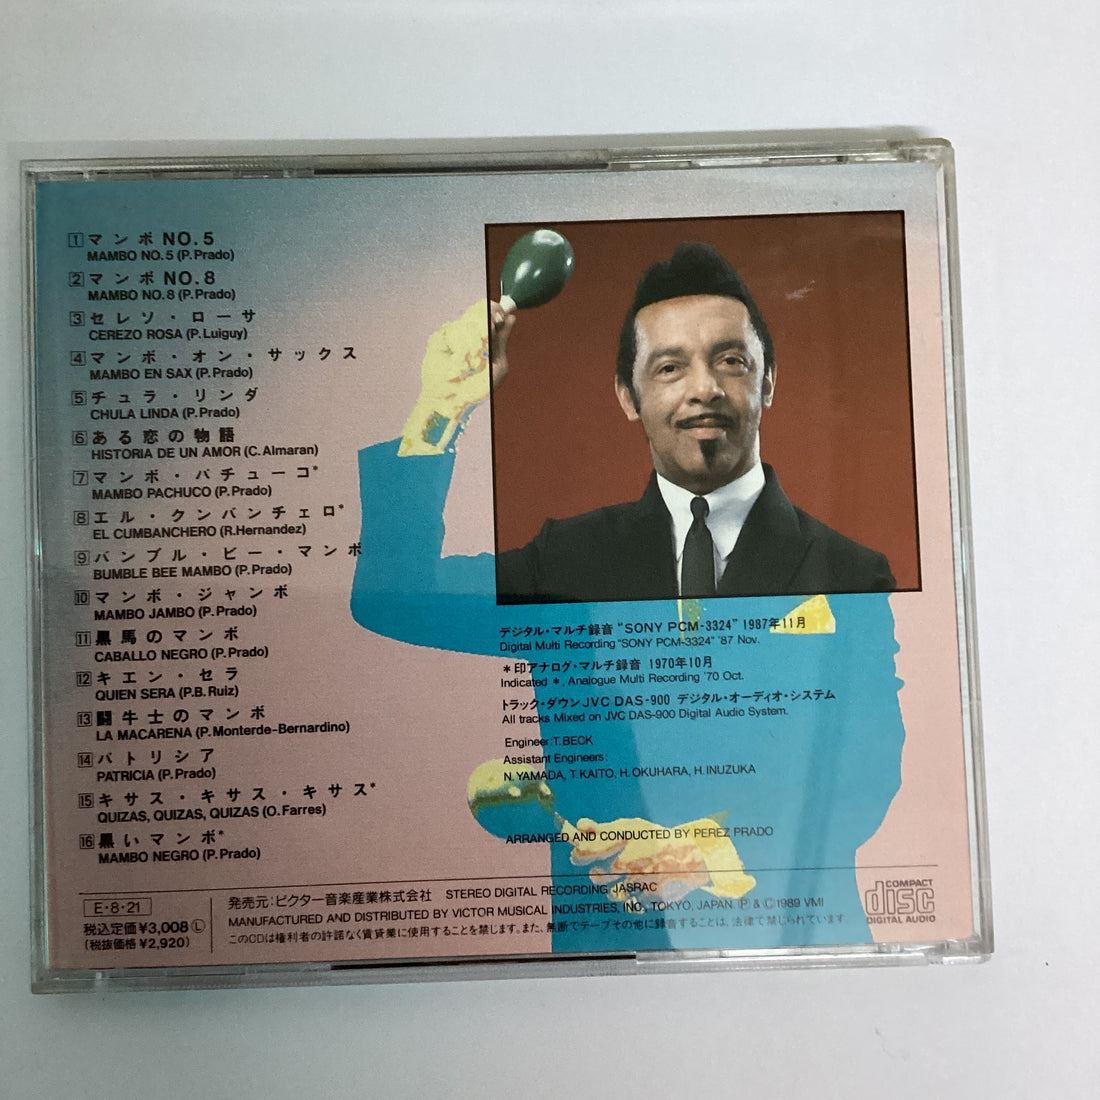 1 マンボNO.5
MAMBO NO.5 (P.Prado)
2 マンボNO.8
MAMBO NO.8 (P.Prado)
3 セレソ・ローサ
CEREZO ROSA (P.Luiguy)
4 マンボ・オン・サックス
MAMBO EN SAX (P.Prado)
5 チュラ・リンダ
CHULA LINDA (P.Prado)
6 ある恋の物語
HISTORIA DE UN AMOR (C.Almaran)
7 マンボ・パチューコ*
MAMBO PACHUCO (P.Prado)
8 エル・クンバンチェロ*
EL CUMBANCHERO (R.Hernandez)
9 バンブル・ビー・マンボ
BUMBLE BEE MAMBO (P.Prado)
10 マンボ・ジャンボ
MAMBO JAMBO (P.Prado)
11 黒馬のマンボ
CABALLO NEGRO (P.Prado)
12 キエン・セラ
QUIEN SERA (P.B.Ruiz)
13 闘牛士のマンボ
LA MACARENA (P.Monterde-Bernardino)
14 パトリシア
PATRICIA (P.Prado)
15 キサス・キサス・キサス*
QUIZAS, QUIZAS, QUIZAS (O.Farres)
16 黒いマンボ*
MAMBO NEGRO (P.Prado)
デジタル・マルチ録音 "SONY PCM-3324" 1987年11月
Digital Multi Recording "SONY PCM-3324" '87 Nov.
*印アナログ・マルチ録音 1970年10月
Indicated *, Analogue Multi Recording '70 Oct.
トラック・ダウン JVC DAS-900 デジタル・オーディオ・システム
All tracks Mixed on JVC DAS-900 Digital Audio System.
Engineer: T.BECK
Assistant Engineers:
N.YAMADA, T.KAITO, H.OKUHARA, H.INUZUKA
ARRANGED AND CONDUCTED BY PEREZ PRADO
E・8・21
税込定価¥3,008 Ⓛ
(税抜価格¥2,920)
発売元:ビクター音楽産業株式会社 STEREO DIGITAL RECORDING JASRAC
MANUFACTURED AND DISTRIBUTED BY VICTOR MUSICAL INDUSTRIES, INC., TOKYO, JAPAN Ⓟ & © 1989 VMI
このCDは権利者の許諾なく賃貸業に使用することを禁じます。また、無断でテープその他に録音することは、法律で禁じられています。
COMPACT
disc
DIGITAL AUDIO